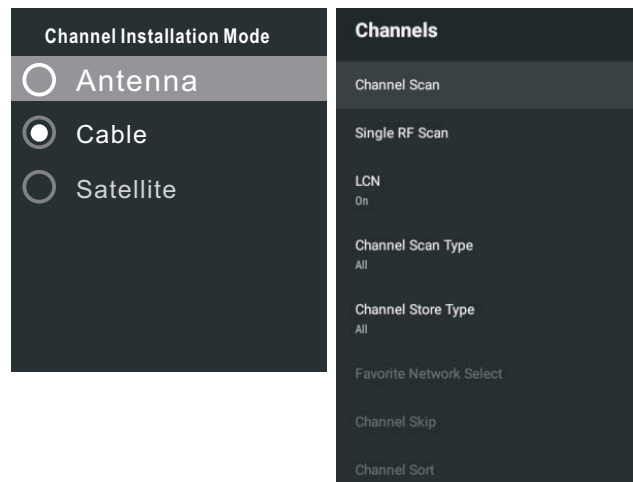 Channel Installation Mode
Antenna
Cable
Satellite
Channels
Channel Scan
Single RF Scan
LCN
On
Channel Scan Type
All
Channel Store Type
All
Favorite Network Select
Channel Skip
Channel Sort